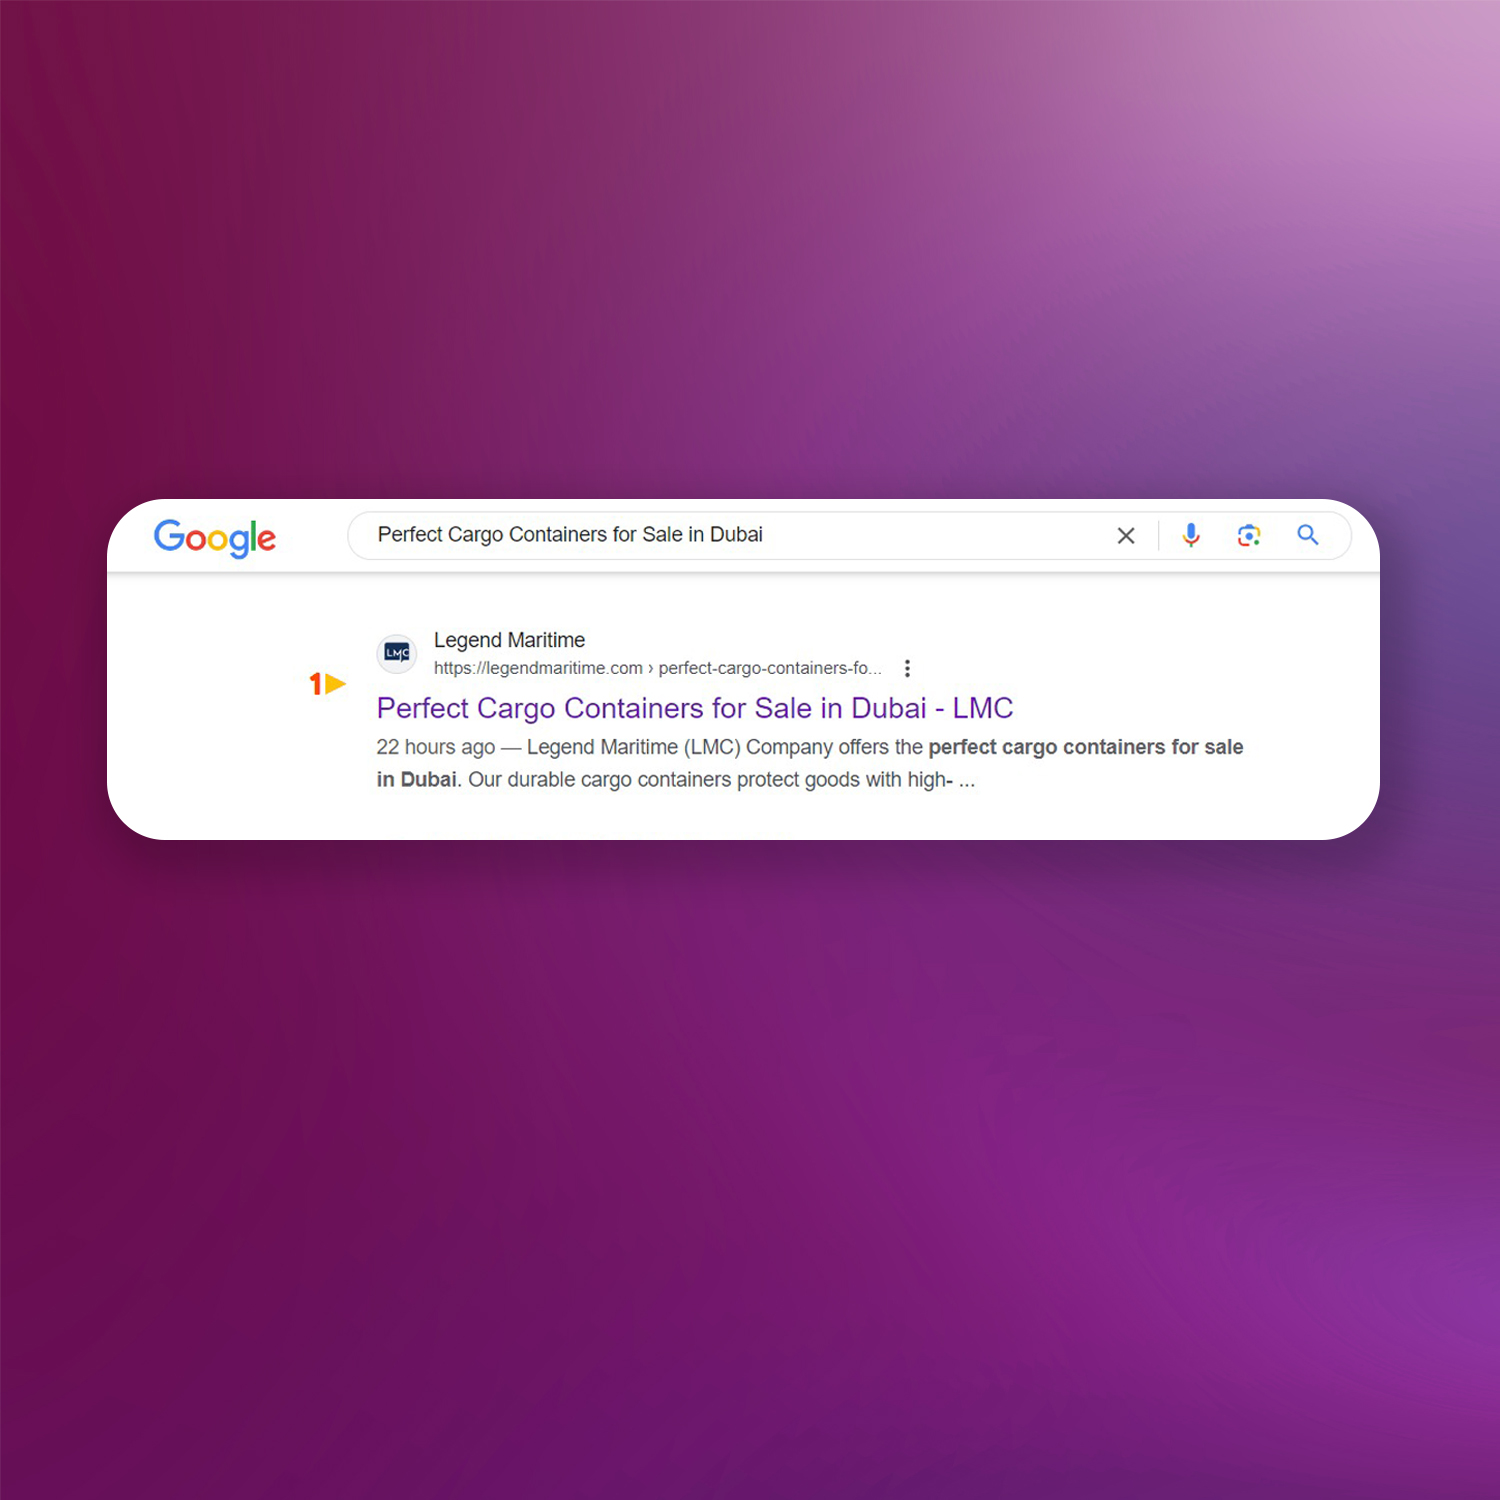 Google
Perfect Cargo Containers for Sale in Dubai
LMC
Legend Maritime
https://legendmaritime.com › perfect-cargo-containers-fo...
1
Perfect Cargo Containers for Sale in Dubai - LMC
22 hours ago — Legend Maritime (LMC) Company offers the perfect cargo containers for sale
in Dubai. Our durable cargo containers protect goods with high- ...